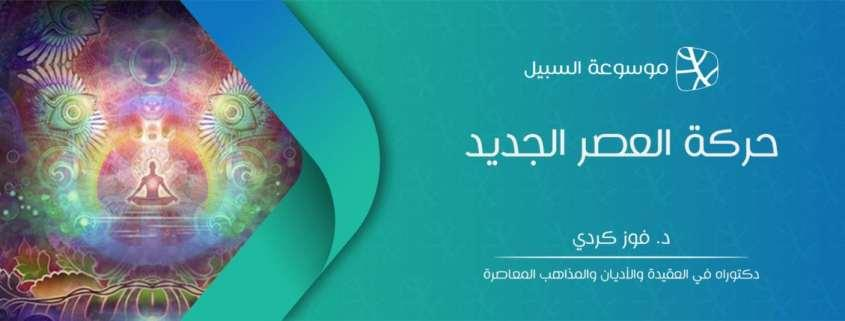 موسوعة السبيل
حركة العصر الجديد
د. فوز كردي
دكتوراه في العقيدة والأديان والمذاهب المعاصرة